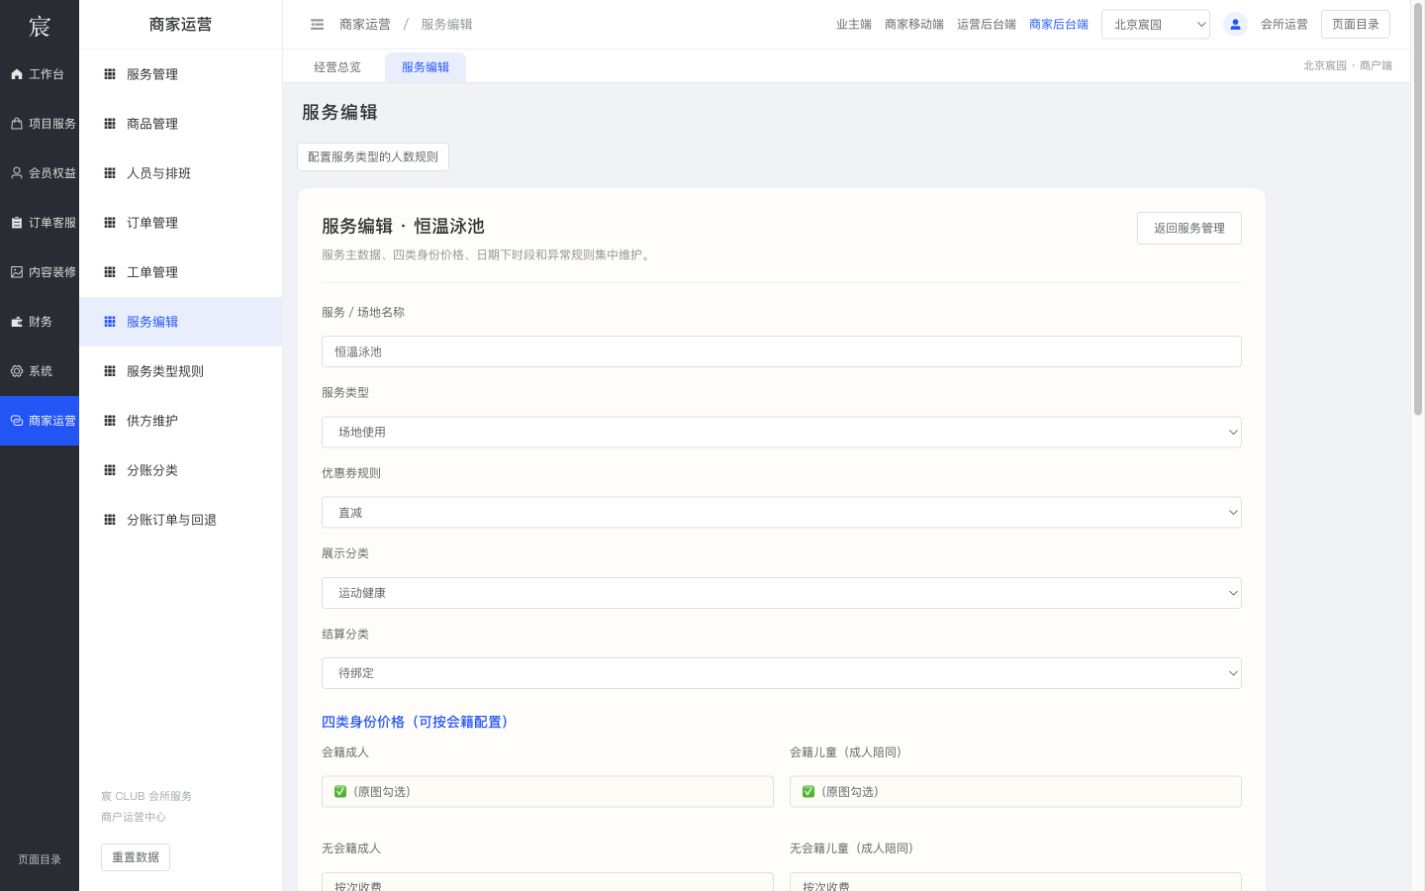 宸
工作台
项目服务
会员权益
订单客服
内容装修
财务
系统
商家运营
页面目录
商家运营
服务管理
商品管理
人员与排班
订单管理
工单管理
服务编辑
服务类型规则
供方维护
分账分类
分账订单与回退
宸 CLUB 会所服务
商户运营中心
重置数据
商家运营 / 服务编辑
业主端 商家移动端 运营后台端 商家后台端 北京宸园 会所运营 页面目录
经营总览 服务编辑
北京宸园 · 商户端
服务编辑
配置服务类型的人数规则
服务编辑 · 恒温泳池
返回服务管理
服务主数据、四类身份价格、日期下时段和异常规则集中维护。
服务 / 场地名称
恒温泳池
服务类型
场地使用
优惠券规则
直减
展示分类
运动健康
结算分类
待绑定
四类身份价格（可按会籍配置）
会籍成人 会籍儿童（成人陪同）
✅（原图勾选） ✅（原图勾选）
无会籍成人 无会籍儿童（成人陪同）
按次收费 按次收费